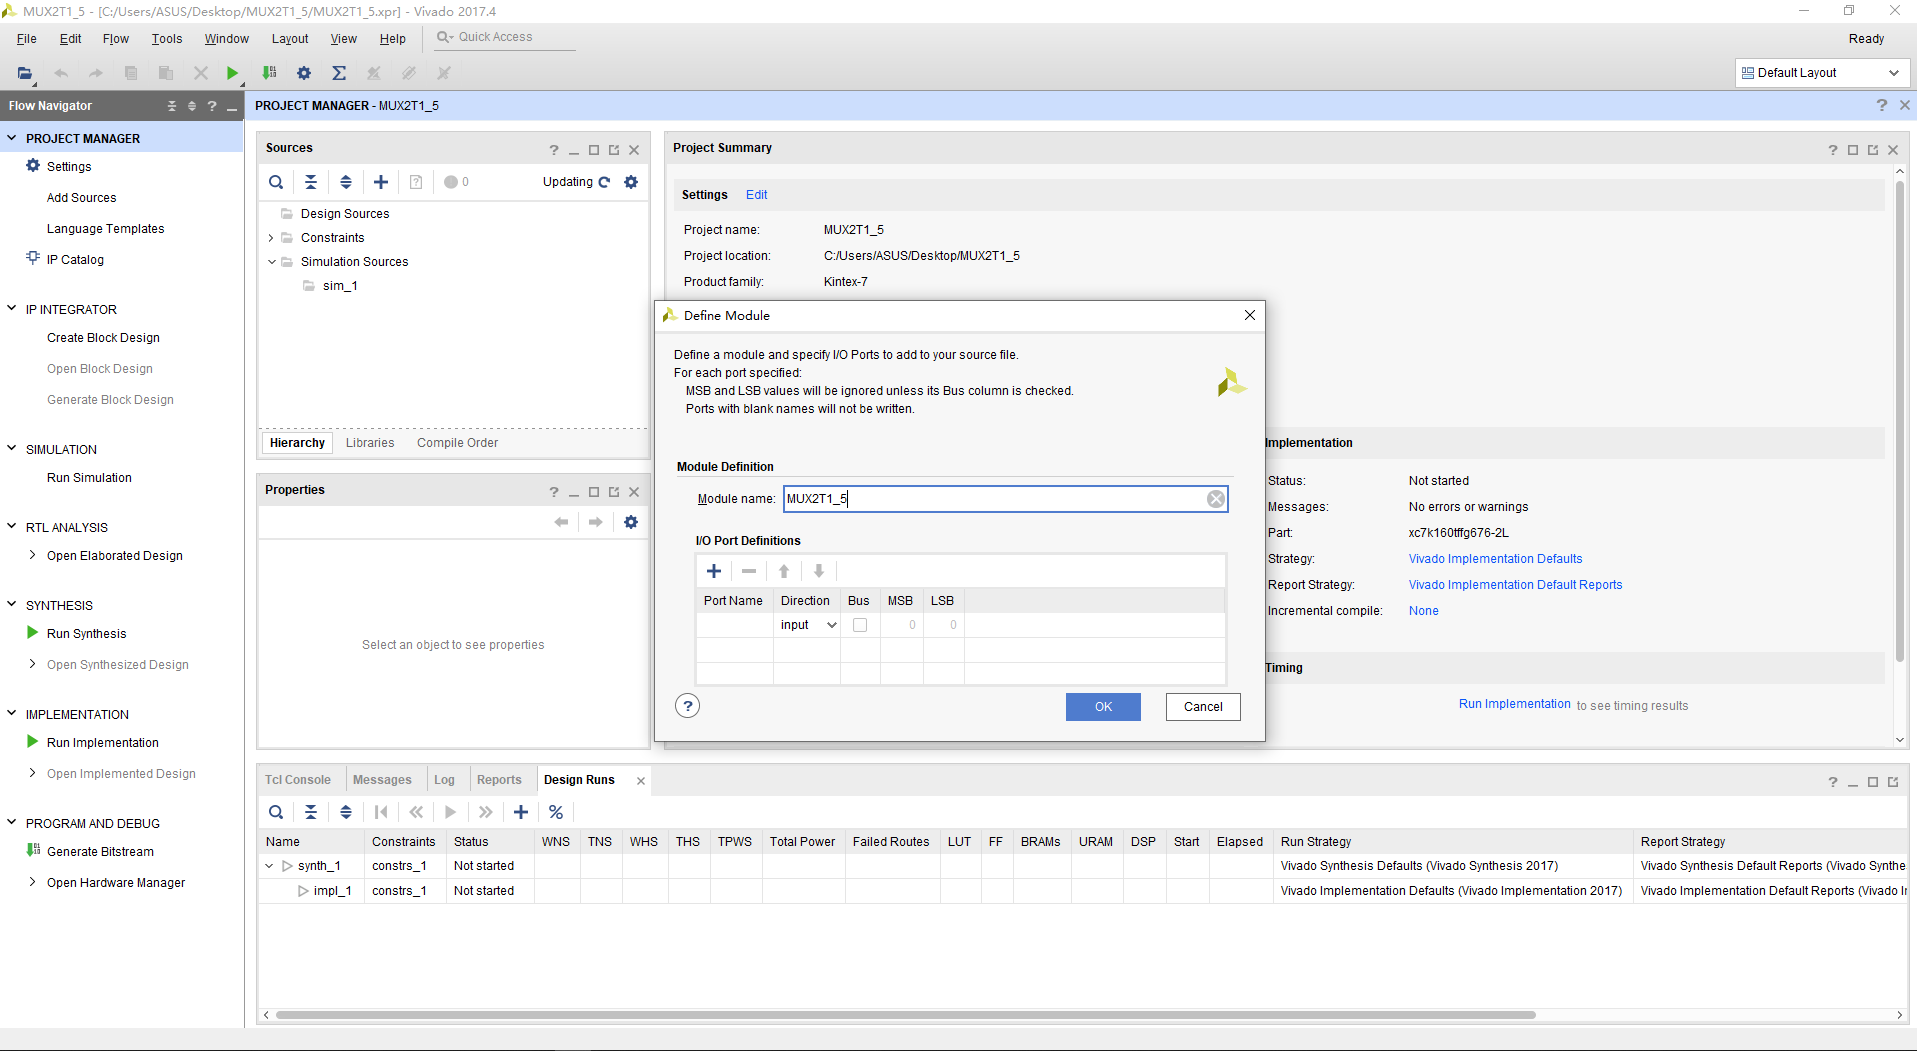 MUX2T1_5 - [C:/Users/ASUS/Desktop/MUX2T1_5/MUX2T1_5.xpr] - Vivado 2017.4
File Edit Flow Tools Window Layout View Help Quick Access Ready
Default Layout
Flow Navigator
PROJECT MANAGER
Settings
Add Sources
Language Templates
IP Catalog
IP INTEGRATOR
Create Block Design
Open Block Design
Generate Block Design
SIMULATION
Run Simulation
RTL ANALYSIS
Open Elaborated Design
SYNTHESIS
Run Synthesis
Open Synthesized Design
IMPLEMENTATION
Run Implementation
Open Implemented Design
PROGRAM AND DEBUG
Generate Bitstream
Open Hardware Manager
PROJECT MANAGER - MUX2T1_5
Sources
0 Updating
Design Sources
Constraints
Simulation Sources
sim_1
Hierarchy Libraries Compile Order
Properties
Select an object to see properties
Project Summary
Settings Edit
Project name: MUX2T1_5
Project location: C:/Users/ASUS/Desktop/MUX2T1_5
Product family: Kintex-7
Implementation
Status: Not started
Messages: No errors or warnings
Part: xc7k160tffg676-2L
Strategy: Vivado Implementation Defaults
Report Strategy: Vivado Implementation Default Reports
Incremental compile: None
Timing
Run Implementation to see timing results
Define Module
Define a module and specify I/O Ports to add to your source file.
For each port specified:
MSB and LSB values will be ignored unless its Bus column is checked.
Ports with blank names will not be written.
Module Definition
Module name: MUX2T1_5
I/O Port Definitions
Port Name Direction Bus MSB LSB
input 0 0
OK Cancel
Tcl Console Messages Log Reports Design Runs
Name Constraints Status WNS TNS WHS THS TPWS Total Power Failed Routes LUT FF BRAMs URAM DSP Start Elapsed Run Strategy Report Strategy
synth_1 constrs_1 Not started Vivado Synthesis Defaults (Vivado Synthesis 2017) Vivado Synthesis Default Reports (Vivado Synthe
impl_1 constrs_1 Not started Vivado Implementation Defaults (Vivado Implementation 2017) Vivado Implementation Default Reports (Vivado I